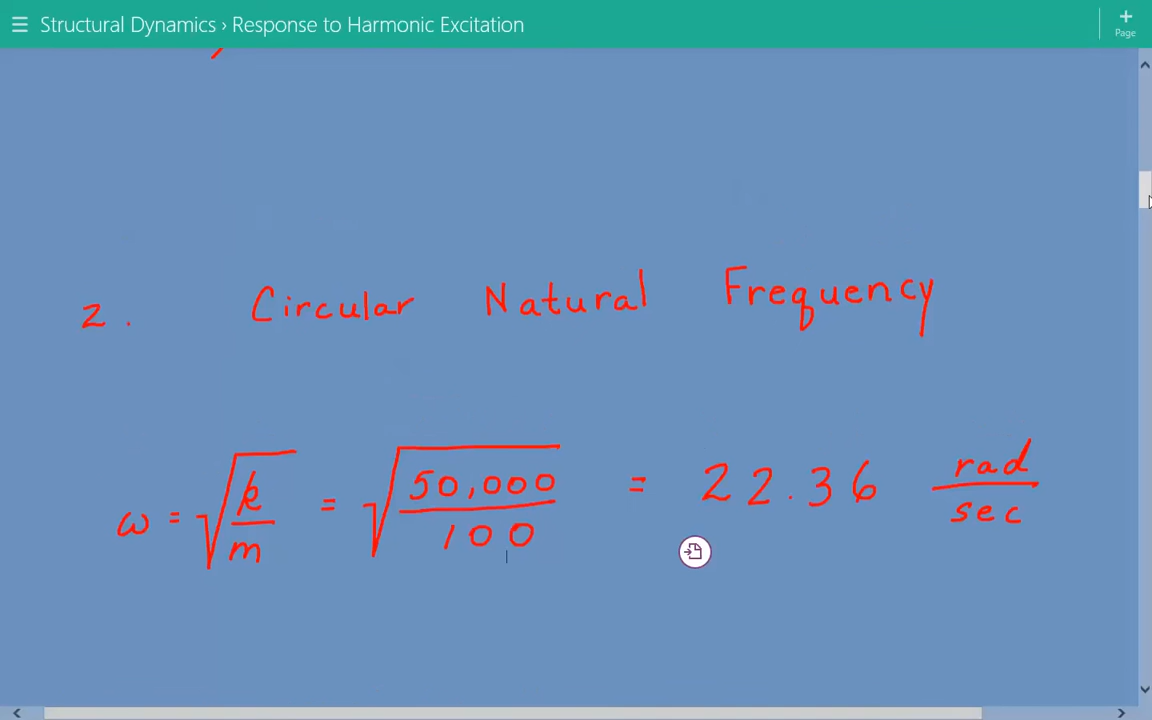 Structural Dynamics › Response to Harmonic Excitation
Page
2. Circular Natural Frequency
ω = √(k/m) = √(50,000/100) = 22.36 rad/sec